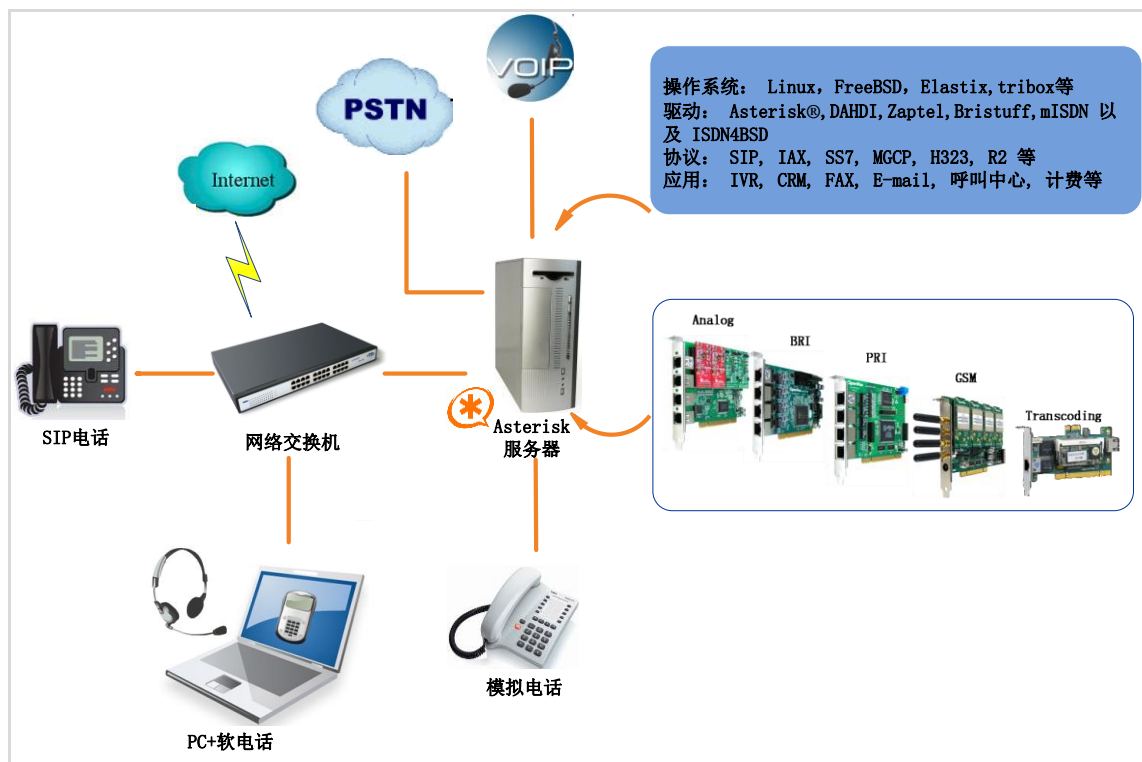 VOIP
PSTN
Internet
操作系统: Linux, FreeBSD, Elastix,tribox等
驱动: Asterisk®,DAHDI,Zaptel,Bristuff,mISDN 以
及 ISDN4BSD
协议: SIP, IAX, SS7, MGCP, H323, R2 等
应用: IVR, CRM, FAX, E-mail, 呼叫中心, 计费等
Analog
BRI
PRI
GSM
Transcoding
SIP电话
网络交换机
Asterisk
服务器
PC+软电话
模拟电话